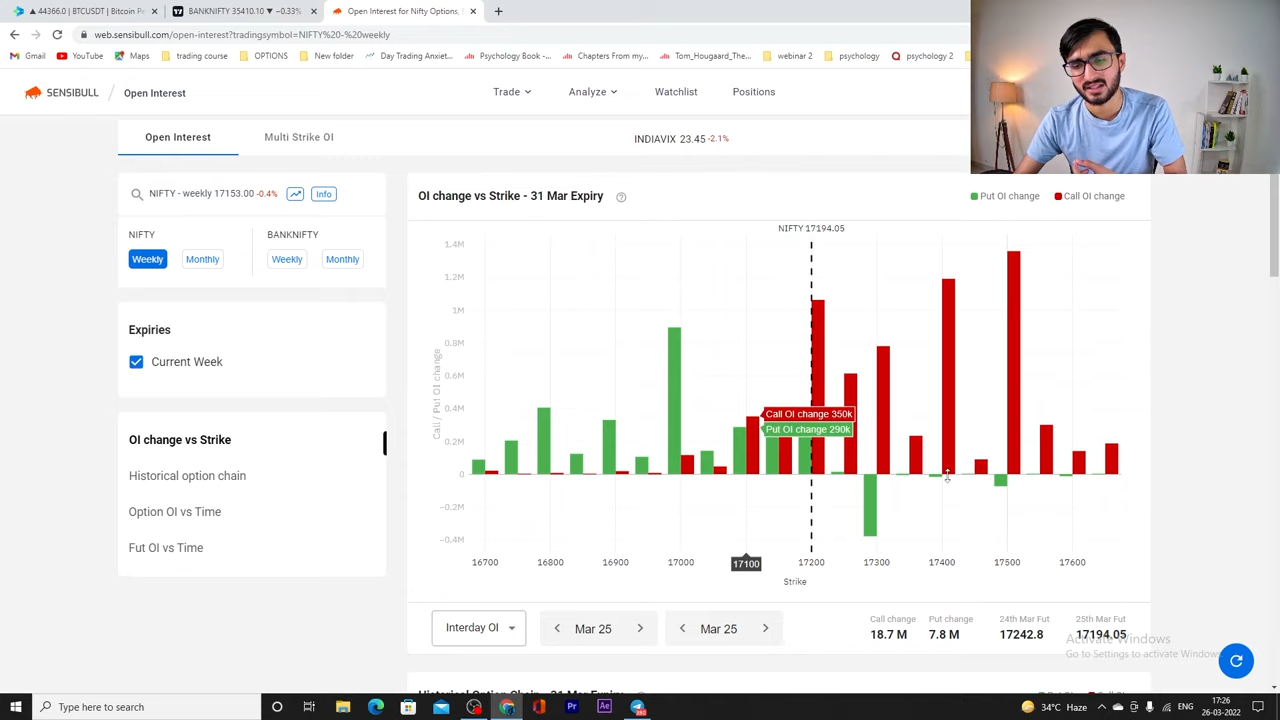 ▲ 44366.0 | BTCUSDT | Bitcoin Pe
BANKNIFTY 35410.10 ▼ −0.33%
Open Interest for Nifty Options,
web.sensibull.com/open-interest?tradingsymbol=NIFTY%20-%20weekly
Gmail
YouTube
Maps
trading course
OPTIONS
New folder
Day Trading Anxiet...
Psychology Book -...
Chapters From my...
Tom_Hougaard_The...
webinar 2
psychology
psychology 2
SENSIBULL / Open Interest
Trade
Analyze
Watchlist
Positions
Open Interest
Multi Strike OI
INDIAVIX 23.45 -2.1%
NIFTY - weekly 17153.00 -0.4%
Info
NIFTY
BANKNIFTY
Weekly
Monthly
Weekly
Monthly
Expiries
Current Week
OI change vs Strike
Historical option chain
Option OI vs Time
Fut OI vs Time
OI change vs Strike - 31 Mar Expiry
Put OI change
Call OI change
NIFTY 17194.05
1.4M
1.2M
1M
0.8M
0.6M
0.4M
0.2M
0
−0.2M
−0.4M
Call / Put OI change
Call OI change 350k
Put OI change 290k
16700
16800
16900
17000
17100
17200
17300
17400
17500
17600
Strike
Interday OI
Mar 25
Mar 25
Call change
18.7 M
Put change
7.8 M
24th Mar Fut
17242.8
25th Mar Fut
17194.05
Activate Windows
Go to Settings to activate Windows
Historical Option Chain - 31 Mar Expiry
Type here to search
34°C Haze
ENG
17:26
26-03-2022